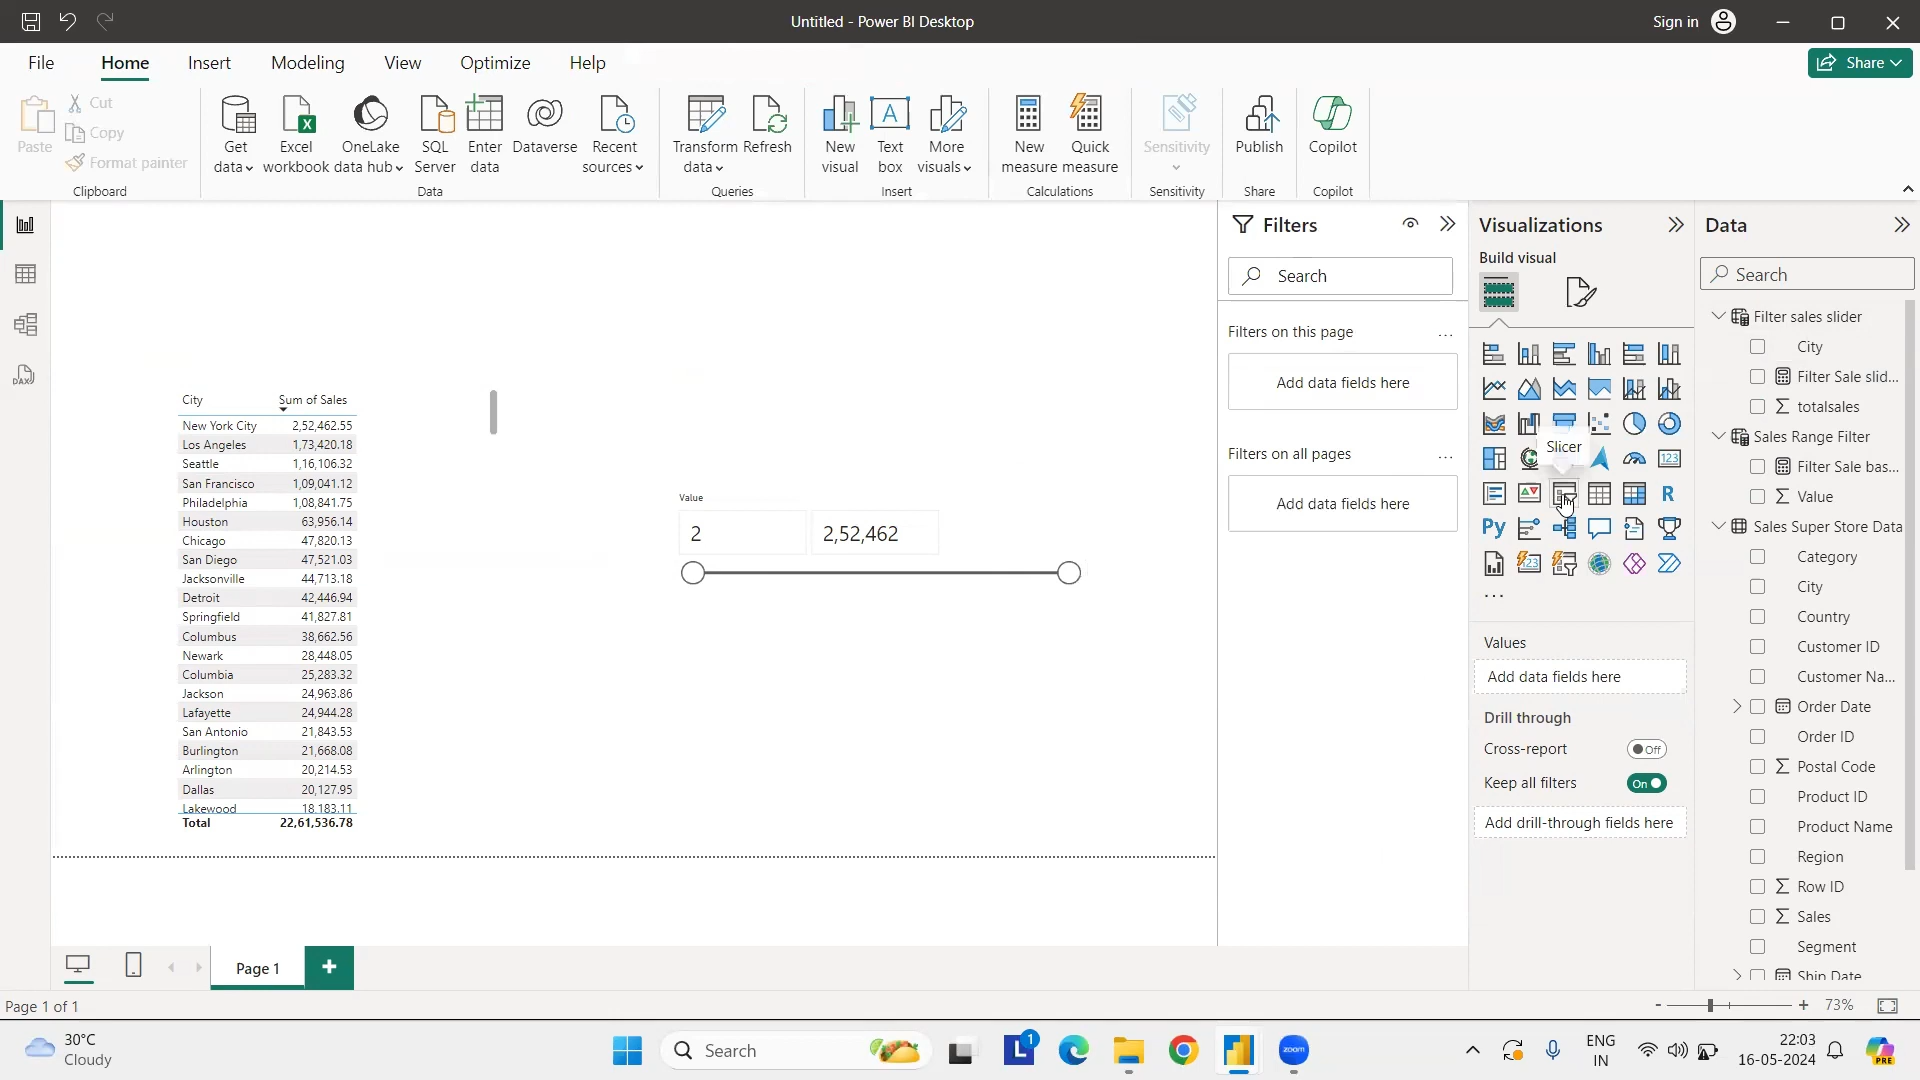 Untitled - Power BI Desktop
Sign in
File
Home
Insert
Modeling
View
Optimize
Help
Share
Paste
Cut
Copy
Format painter
Clipboard
Get data
Excel workbook
OneLake data hub
SQL Server
Enter data
Dataverse
Recent sources
Data
Transform data
Refresh
Queries
New visual
Text box
More visuals
Insert
New measure
Quick measure
Calculations
Sensitivity
Sensitivity
Publish
Share
Copilot
Copilot
City Sum of Sales
New York City 2,52,462.55
Los Angeles 1,73,420.18
Seattle 1,16,106.32
San Francisco 1,09,041.12
Philadelphia 1,08,841.75
Houston 63,956.14
Chicago 47,820.13
San Diego 47,521.03
Jacksonville 44,713.18
Detroit 42,446.94
Springfield 41,827.81
Columbus 38,662.56
Newark 28,448.05
Columbia 25,283.32
Jackson 24,963.86
Lafayette 24,944.28
San Antonio 21,843.53
Burlington 21,668.08
Arlington 20,214.53
Dallas 20,127.95
Lakewood 18,183.11
Total 22,61,536.78
Value
2
2,52,462
Filters
Search
Filters on this page
...
Add data fields here
Filters on all pages
...
Add data fields here
Visualizations
Build visual
Slicer
123
R
Py
...
Values
Add data fields here
Drill through
Cross-report
Off
Keep all filters
On
Add drill-through fields here
Data
Search
Filter sales slider
City
Filter Sale slid...
totalsales
Sales Range Filter
Filter Sale bas...
Value
Sales Super Store Data
Category
City
Country
Customer ID
Customer Na...
Order Date
Order ID
Postal Code
Product ID
Product Name
Region
Row ID
Sales
Segment
Ship Date
Page 1
+
Page 1 of 1
- + 73%
30°C
Cloudy
Search
L
1
zoom
ENG
IN
22:03
16-05-2024
PRE